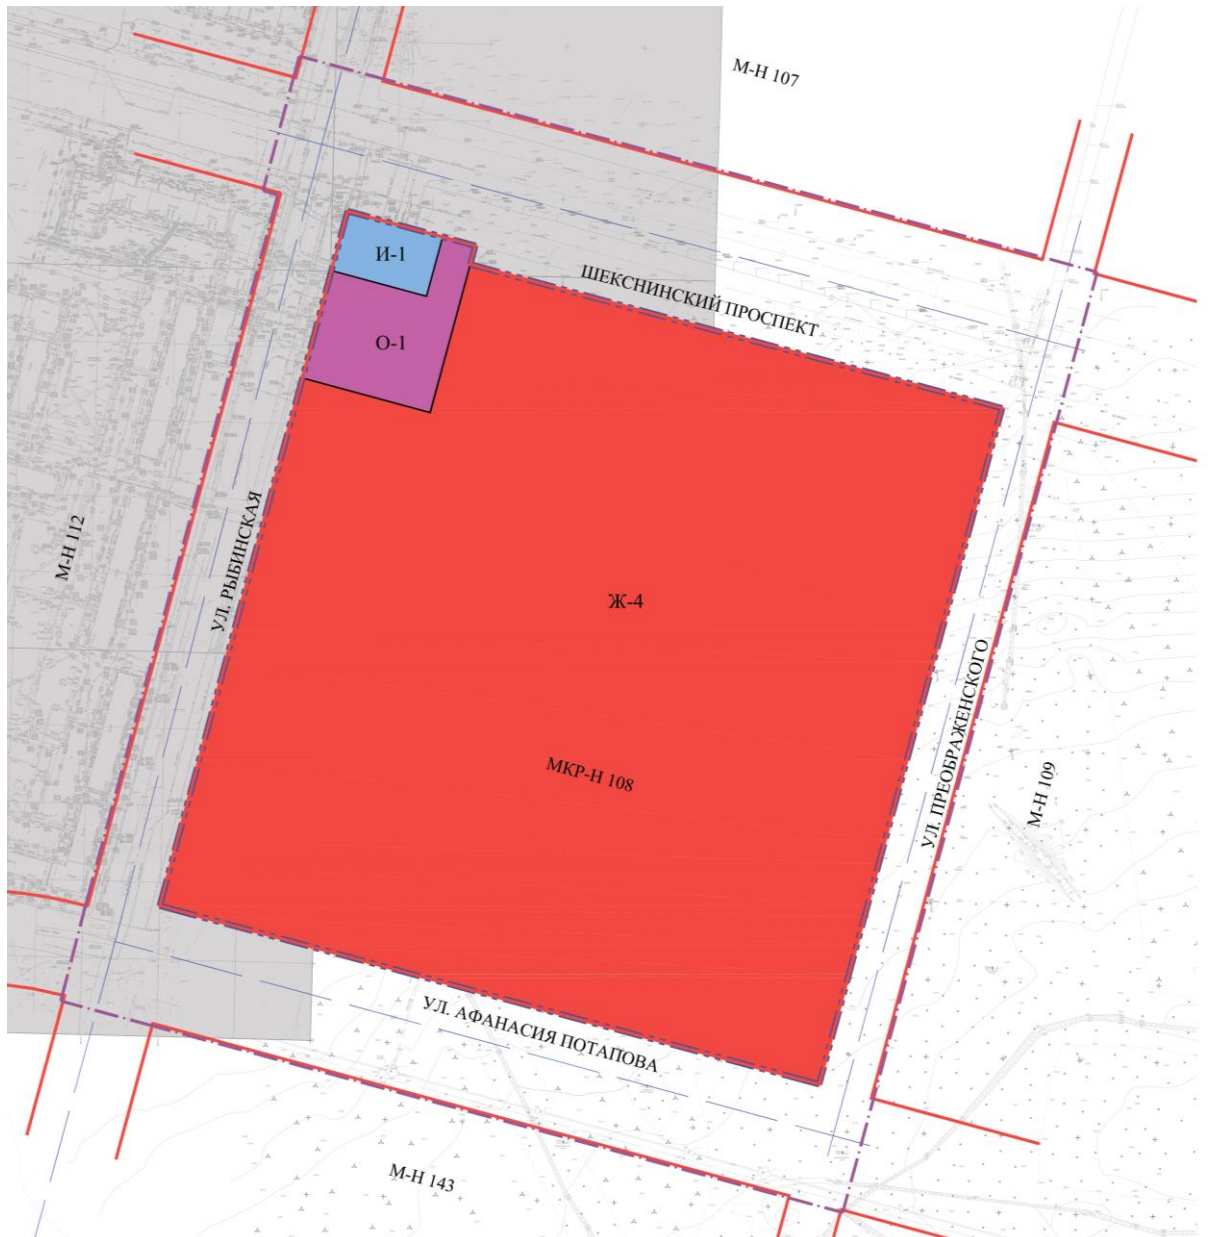 М-Н 107
И-1
ШЕКСНИНСКИЙ ПРОСПЕКТ
О-1
УЛ. РЫБИНСКАЯ
М-Н 112
Ж-4
УЛ. ПРЕОБРАЖЕНСКОГО
МКР-Н 108
М-Н 109
УЛ. АФАНАСИЯ ПОТАПОВА
М-Н 143